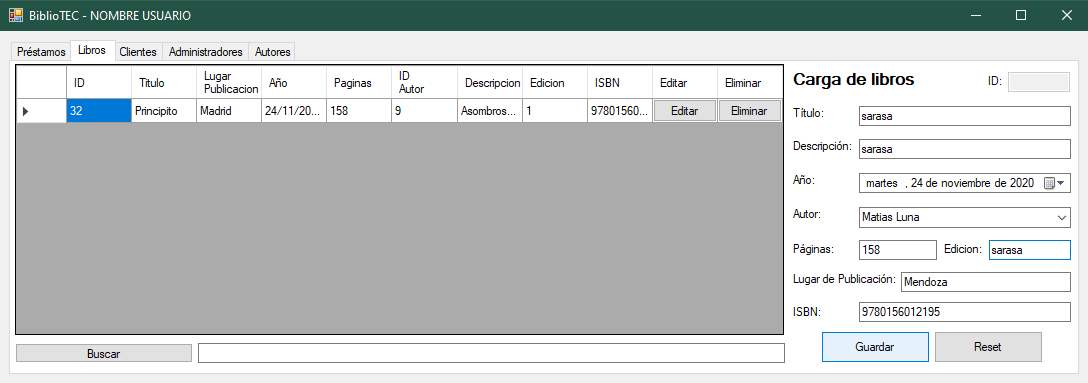 BiblioTEC - NOMBRE USUARIO
Préstamos Libros Clientes Administradores Autores
ID Titulo Lugar Publicacion Año Paginas ID Autor Descripcion Edicion ISBN Editar Eliminar
32 Principito Madrid 24/11/20... 158 9 Asombros... 1 97801560... Editar Eliminar
Buscar
Carga de libros ID:
Título: sarasa
Descripción: sarasa
Año: martes , 24 de noviembre de 2020
Autor: Matias Luna
Páginas: 158 Edicion: sarasa
Lugar de Publicación: Mendoza
ISBN: 9780156012195
Guardar Reset